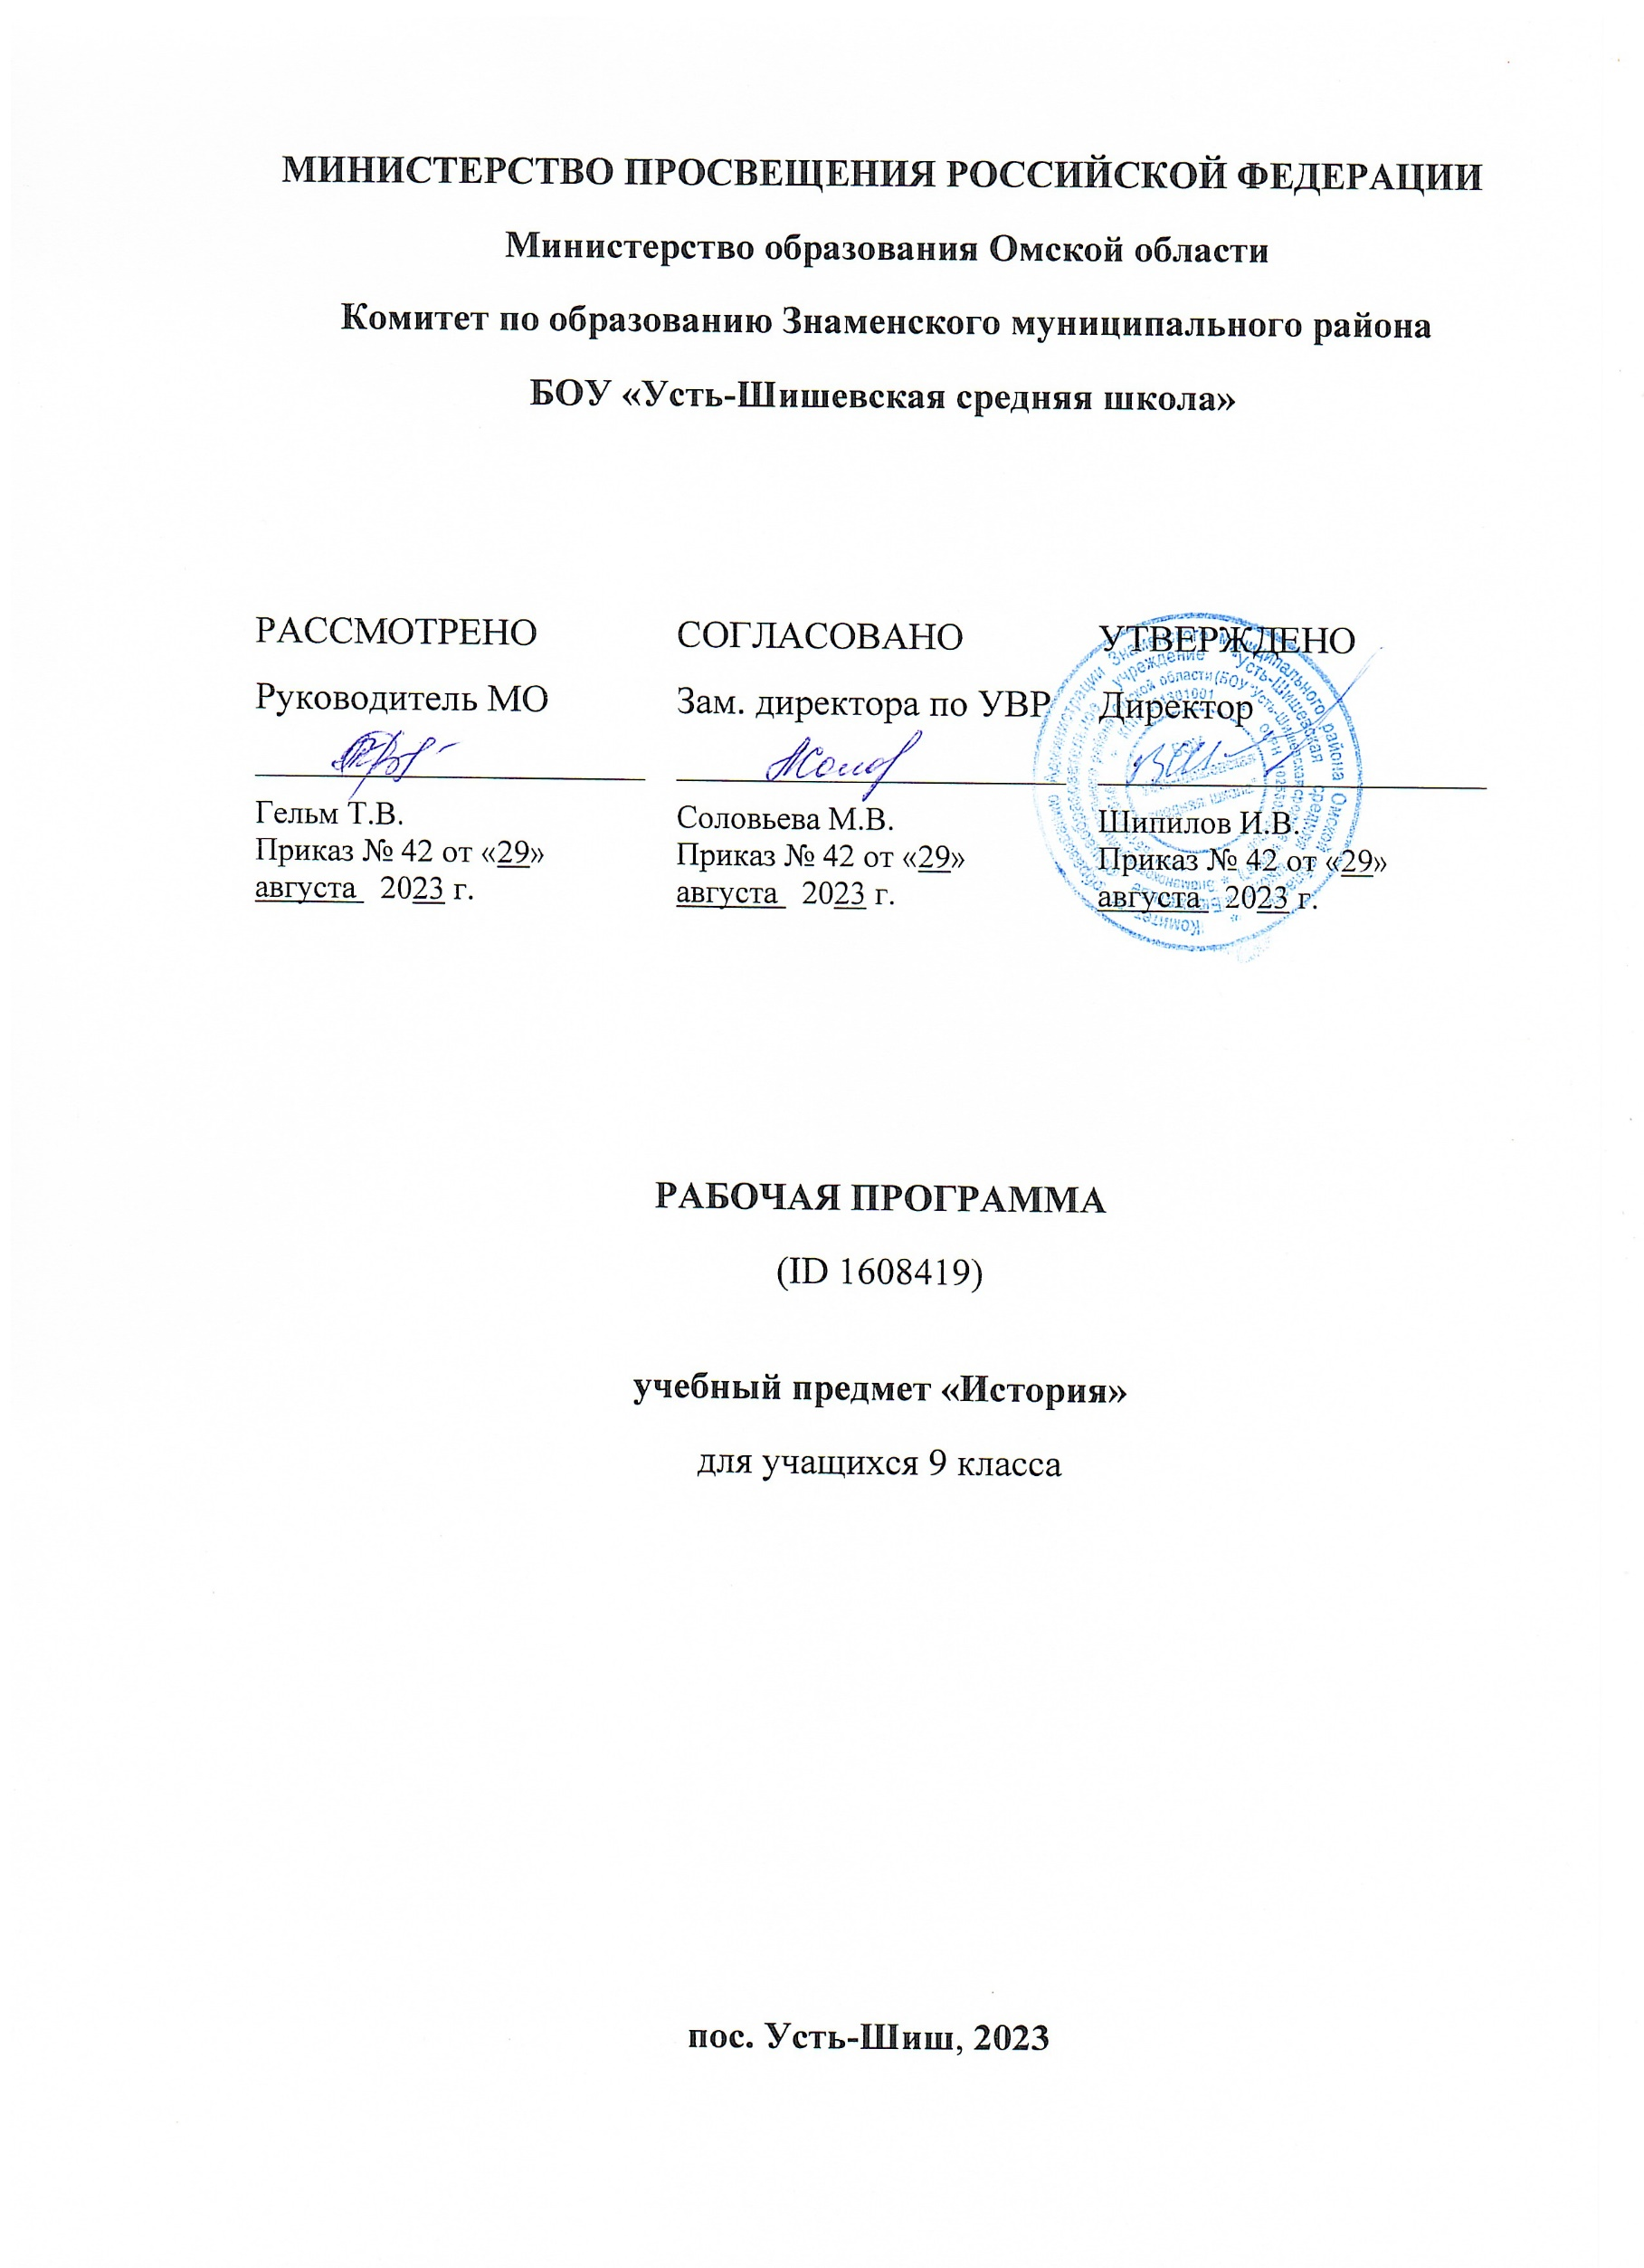 МИНИСТЕРСТВО ПРОСВЕЩЕНИЯ РОССИЙСКОЙ ФЕДЕРАЦИИ
Министерство образования Омской области
Комитет по образованию Знаменского муниципального района
БОУ «Усть-Шишевская средняя школа»
РАССМОТРЕНО
Руководитель МО
Гельм Т.В.
Приказ № 42 от «29»
августа 2023 г.
СОГЛАСОВАНО
Зам. директора по УВР
Соловьева М.В.
Приказ № 42 от «29»
августа 2023 г.
УТВЕРЖДЕНО
Директор
Шипилов И.В.
Приказ № 42 от «29»
августа 2023 г.
РАБОЧАЯ ПРОГРАММА
(ID 1608419)
учебный предмет «История»
для учащихся 9 класса
пос. Усть-Шиш, 2023